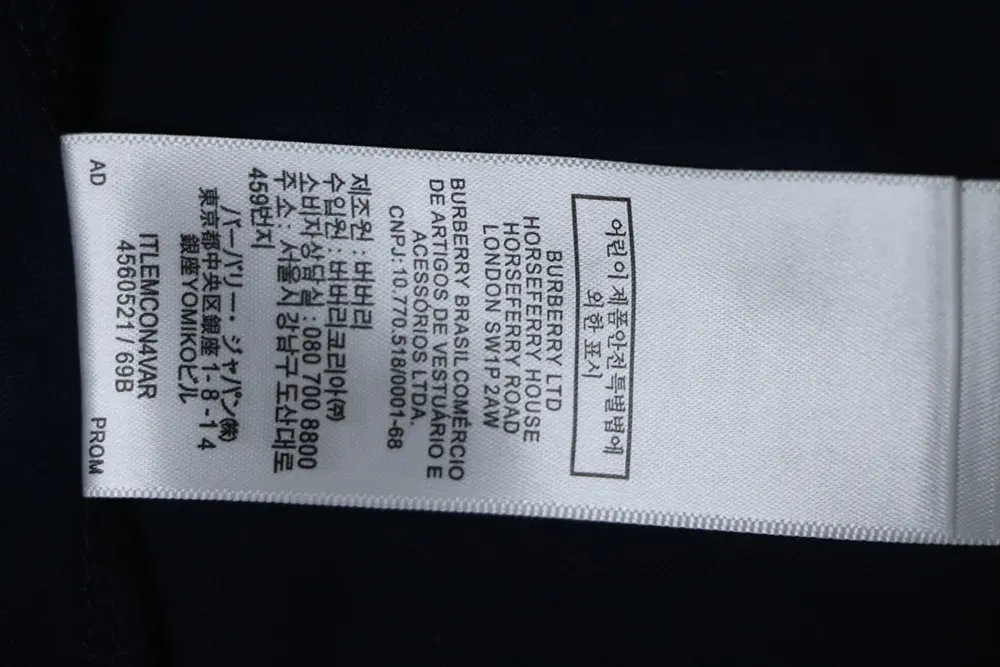 어린이 제품안전특별법에
의한 표시
BURBERRY LTD
HORSEFERRY HOUSE
HORSEFERRY ROAD
LONDON SW1P 2AW
BURBERRY BRASIL COMÉRCIO
DE ARTIGOS DE VESTUÁRIO E
ACESSÓRIOS LTDA.
CNPJ: 10.770.518/0001-68
제조원 : 버버리
수입원 : 버버리코리아㈜
소비자상담실 : 080 700 8800
주 소 : 서울시 강남구 도산대로
459번지
バーバリー・ジャパン㈱
東京都中央区銀座 1-8-14
銀座YOMIKOビル
ITLEMCON4VAR
4560521 / 69B
AD PROM